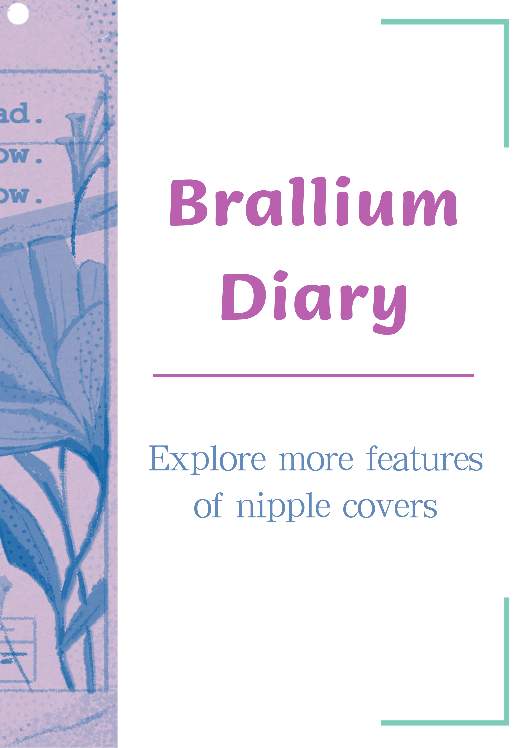 ad.
ow.
ow.
Brallium
Diary
Explore more features
of nipple covers